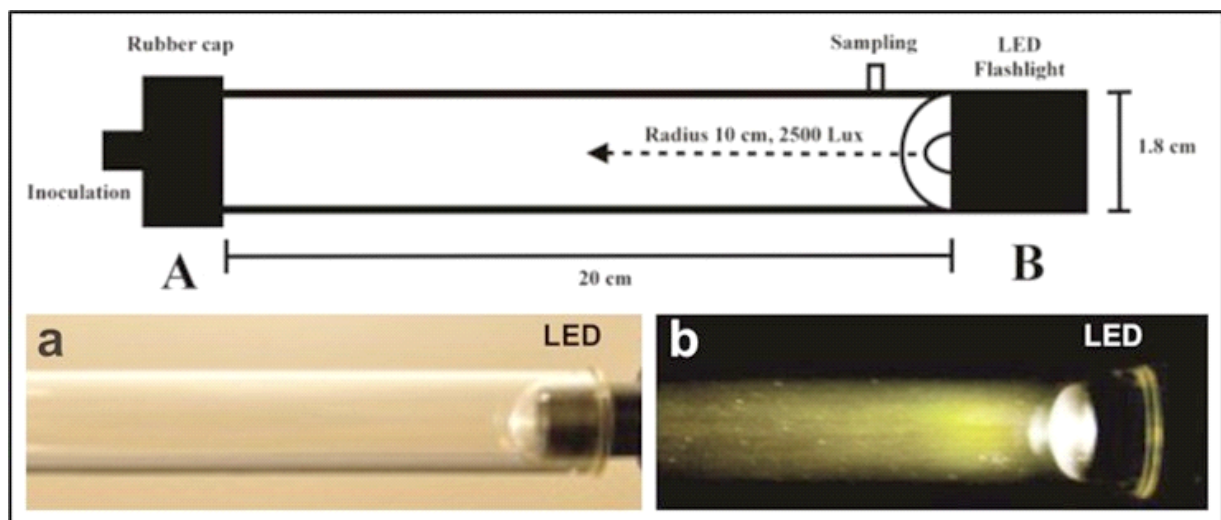 Rubber cap
Sampling
LED
Flashlight
Radius 10 cm, 2500 Lux
1.8 cm
Inoculation
A
B
20 cm
a
LED
b
LED